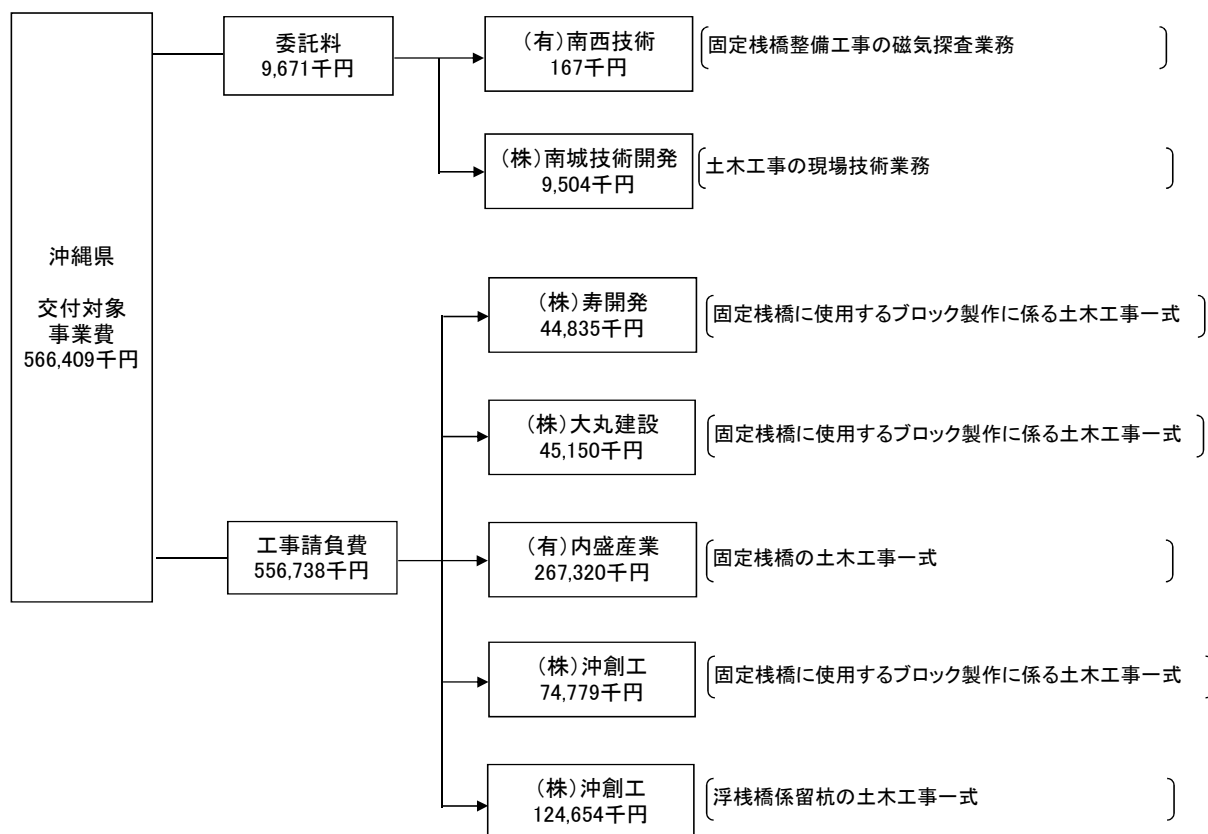 沖縄県
交付対象
事業費
566,409千円
委託料
9,671千円
(有)南西技術
167千円
固定桟橋整備工事の磁気探査業務
(株)南城技術開発
9,504千円
土木工事の現場技術業務
工事請負費
556,738千円
(株)寿開発
44,835千円
固定桟橋に使用するブロック製作に係る土木工事一式
(株)大丸建設
45,150千円
固定桟橋に使用するブロック製作に係る土木工事一式
(有)内盛産業
267,320千円
固定桟橋の土木工事一式
(株)沖創工
74,779千円
固定桟橋に使用するブロック製作に係る土木工事一式
(株)沖創工
124,654千円
浮桟橋係留杭の土木工事一式